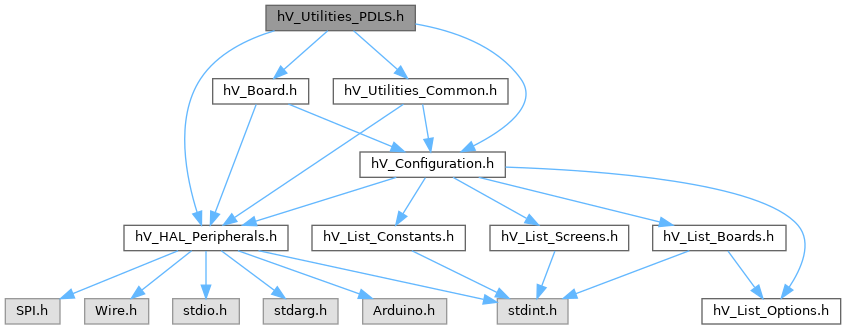 hV_Utilities_PDLS.h
hV_Board.h
hV_Utilities_Common.h
hV_Configuration.h
hV_HAL_Peripherals.h
hV_List_Constants.h
hV_List_Screens.h
hV_List_Boards.h
SPI.h
Wire.h
stdio.h
stdarg.h
Arduino.h
stdint.h
hV_List_Options.h